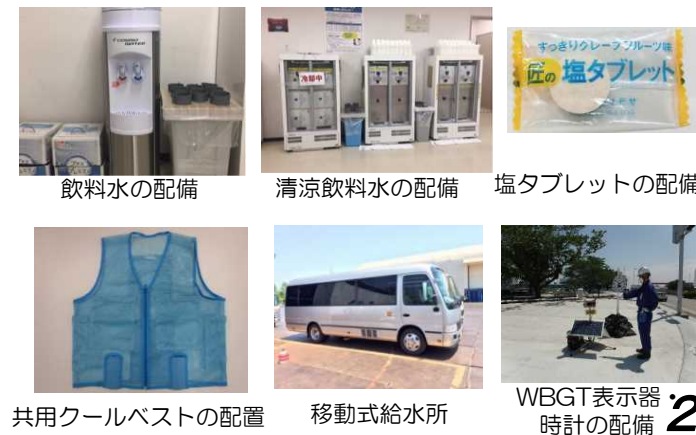 冷却中
すっきりグレープフルーツ味
匠の 塩タブレット
飲料水の配備
清涼飲料水の配備
塩タブレットの配備
共用クールベストの配置
移動式給水所
WBGT表示器・
時計の配備
2